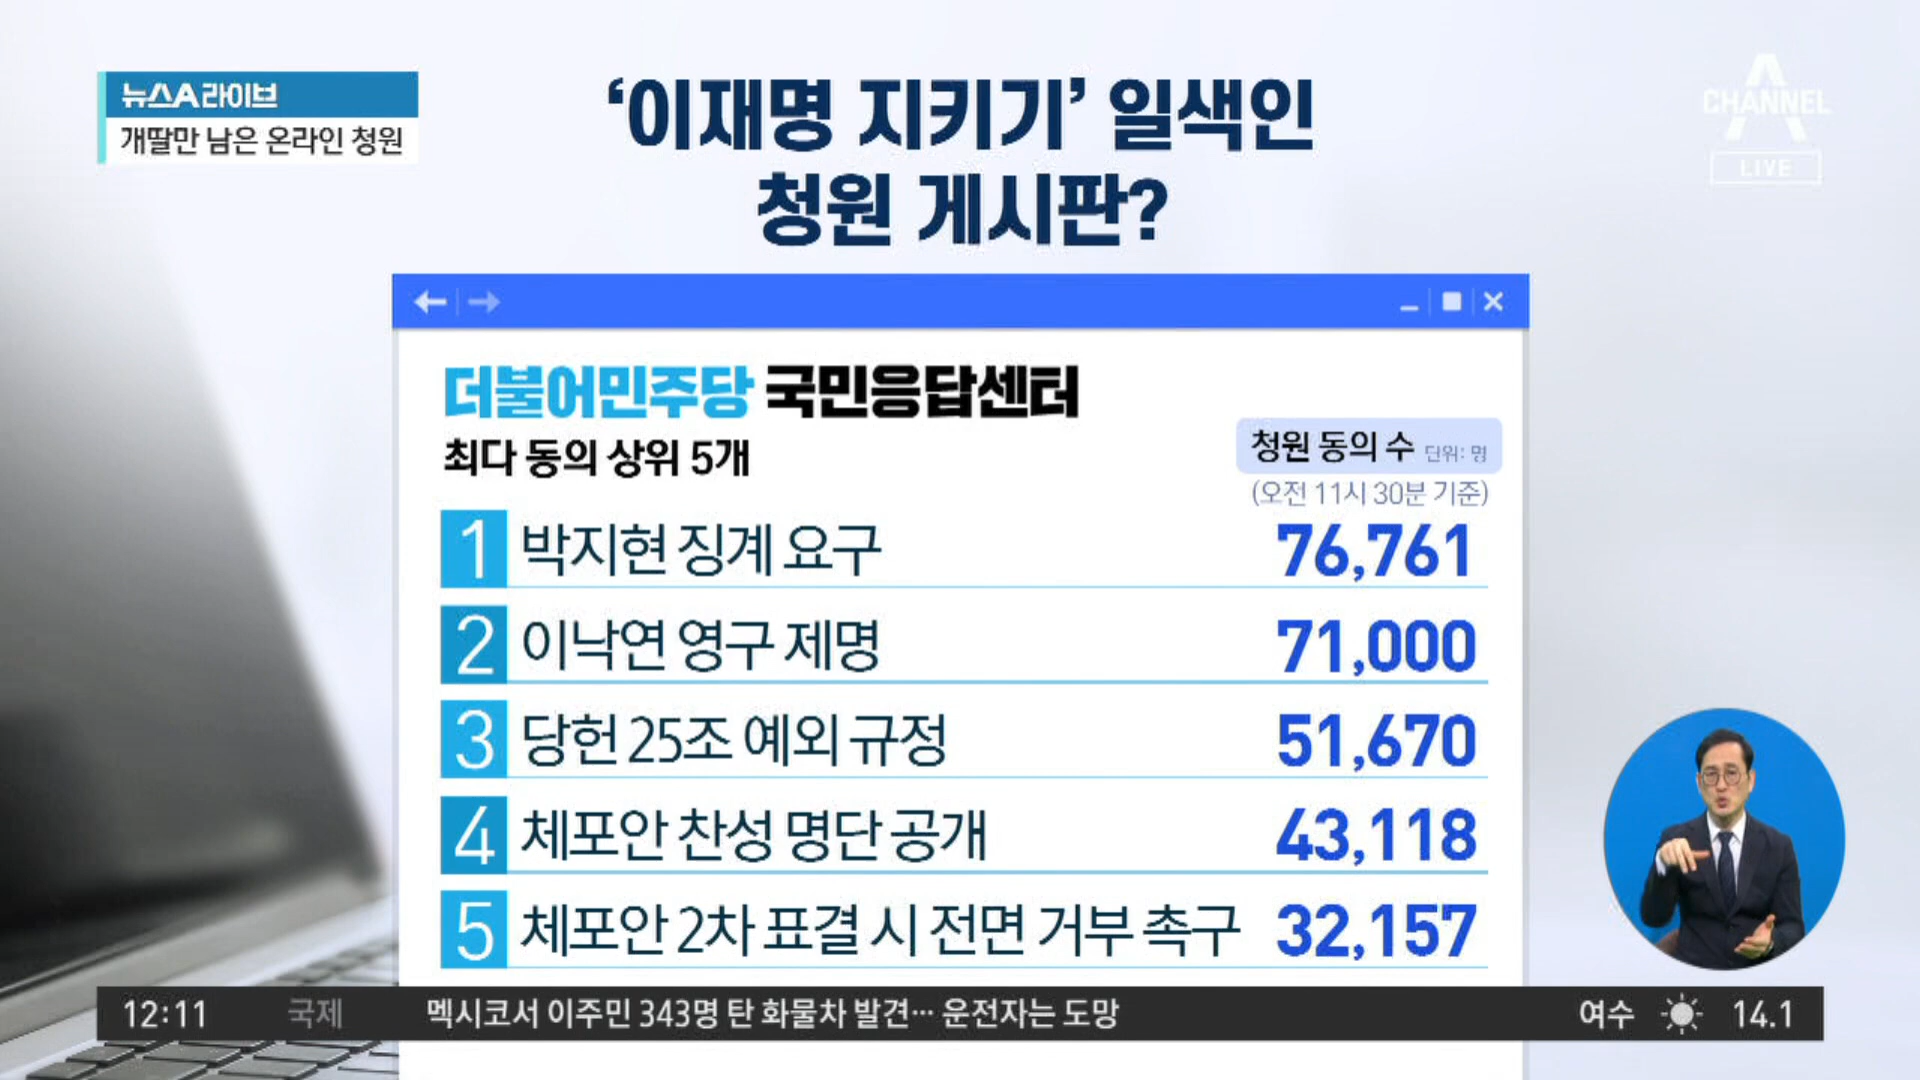 뉴스A 라이브
개딸만 남은 온라인 청원
‘이재명 지키기’ 일색인
청원 게시판?
CHANNEL A
LIVE
더불어민주당 국민응답센터
최다 동의 상위 5개
청원 동의 수 단위: 명
(오전 11시 30분 기준)
1 박지현 징계 요구 76,761
2 이낙연 영구 제명 71,000
3 당헌 25조 예외 규정 51,670
4 체포안 찬성 명단 공개 43,118
5 체포안 2차 표결 시 전면 거부 촉구 32,157
12:11 국제 멕시코서 이주민 343명 탄 화물차 발견… 운전자는 도망 여수 14.1